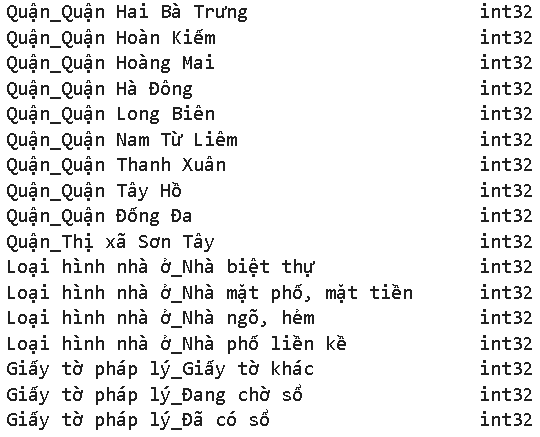 Quận_Quận Hai Bà Trưng int32
Quận_Quận Hoàn Kiếm int32
Quận_Quận Hoàng Mai int32
Quận_Quận Hà Đông int32
Quận_Quận Long Biên int32
Quận_Quận Nam Từ Liêm int32
Quận_Quận Thanh Xuân int32
Quận_Quận Tây Hồ int32
Quận_Quận Đống Đa int32
Quận_Thị xã Sơn Tây int32
Loại hình nhà ở_Nhà biệt thự int32
Loại hình nhà ở_Nhà mặt phố, mặt tiền int32
Loại hình nhà ở_Nhà ngõ, hẻm int32
Loại hình nhà ở_Nhà phố liền kề int32
Giấy tờ pháp lý_Giấy tờ khác int32
Giấy tờ pháp lý_Đang chờ sổ int32
Giấy tờ pháp lý_Đã có sổ int32